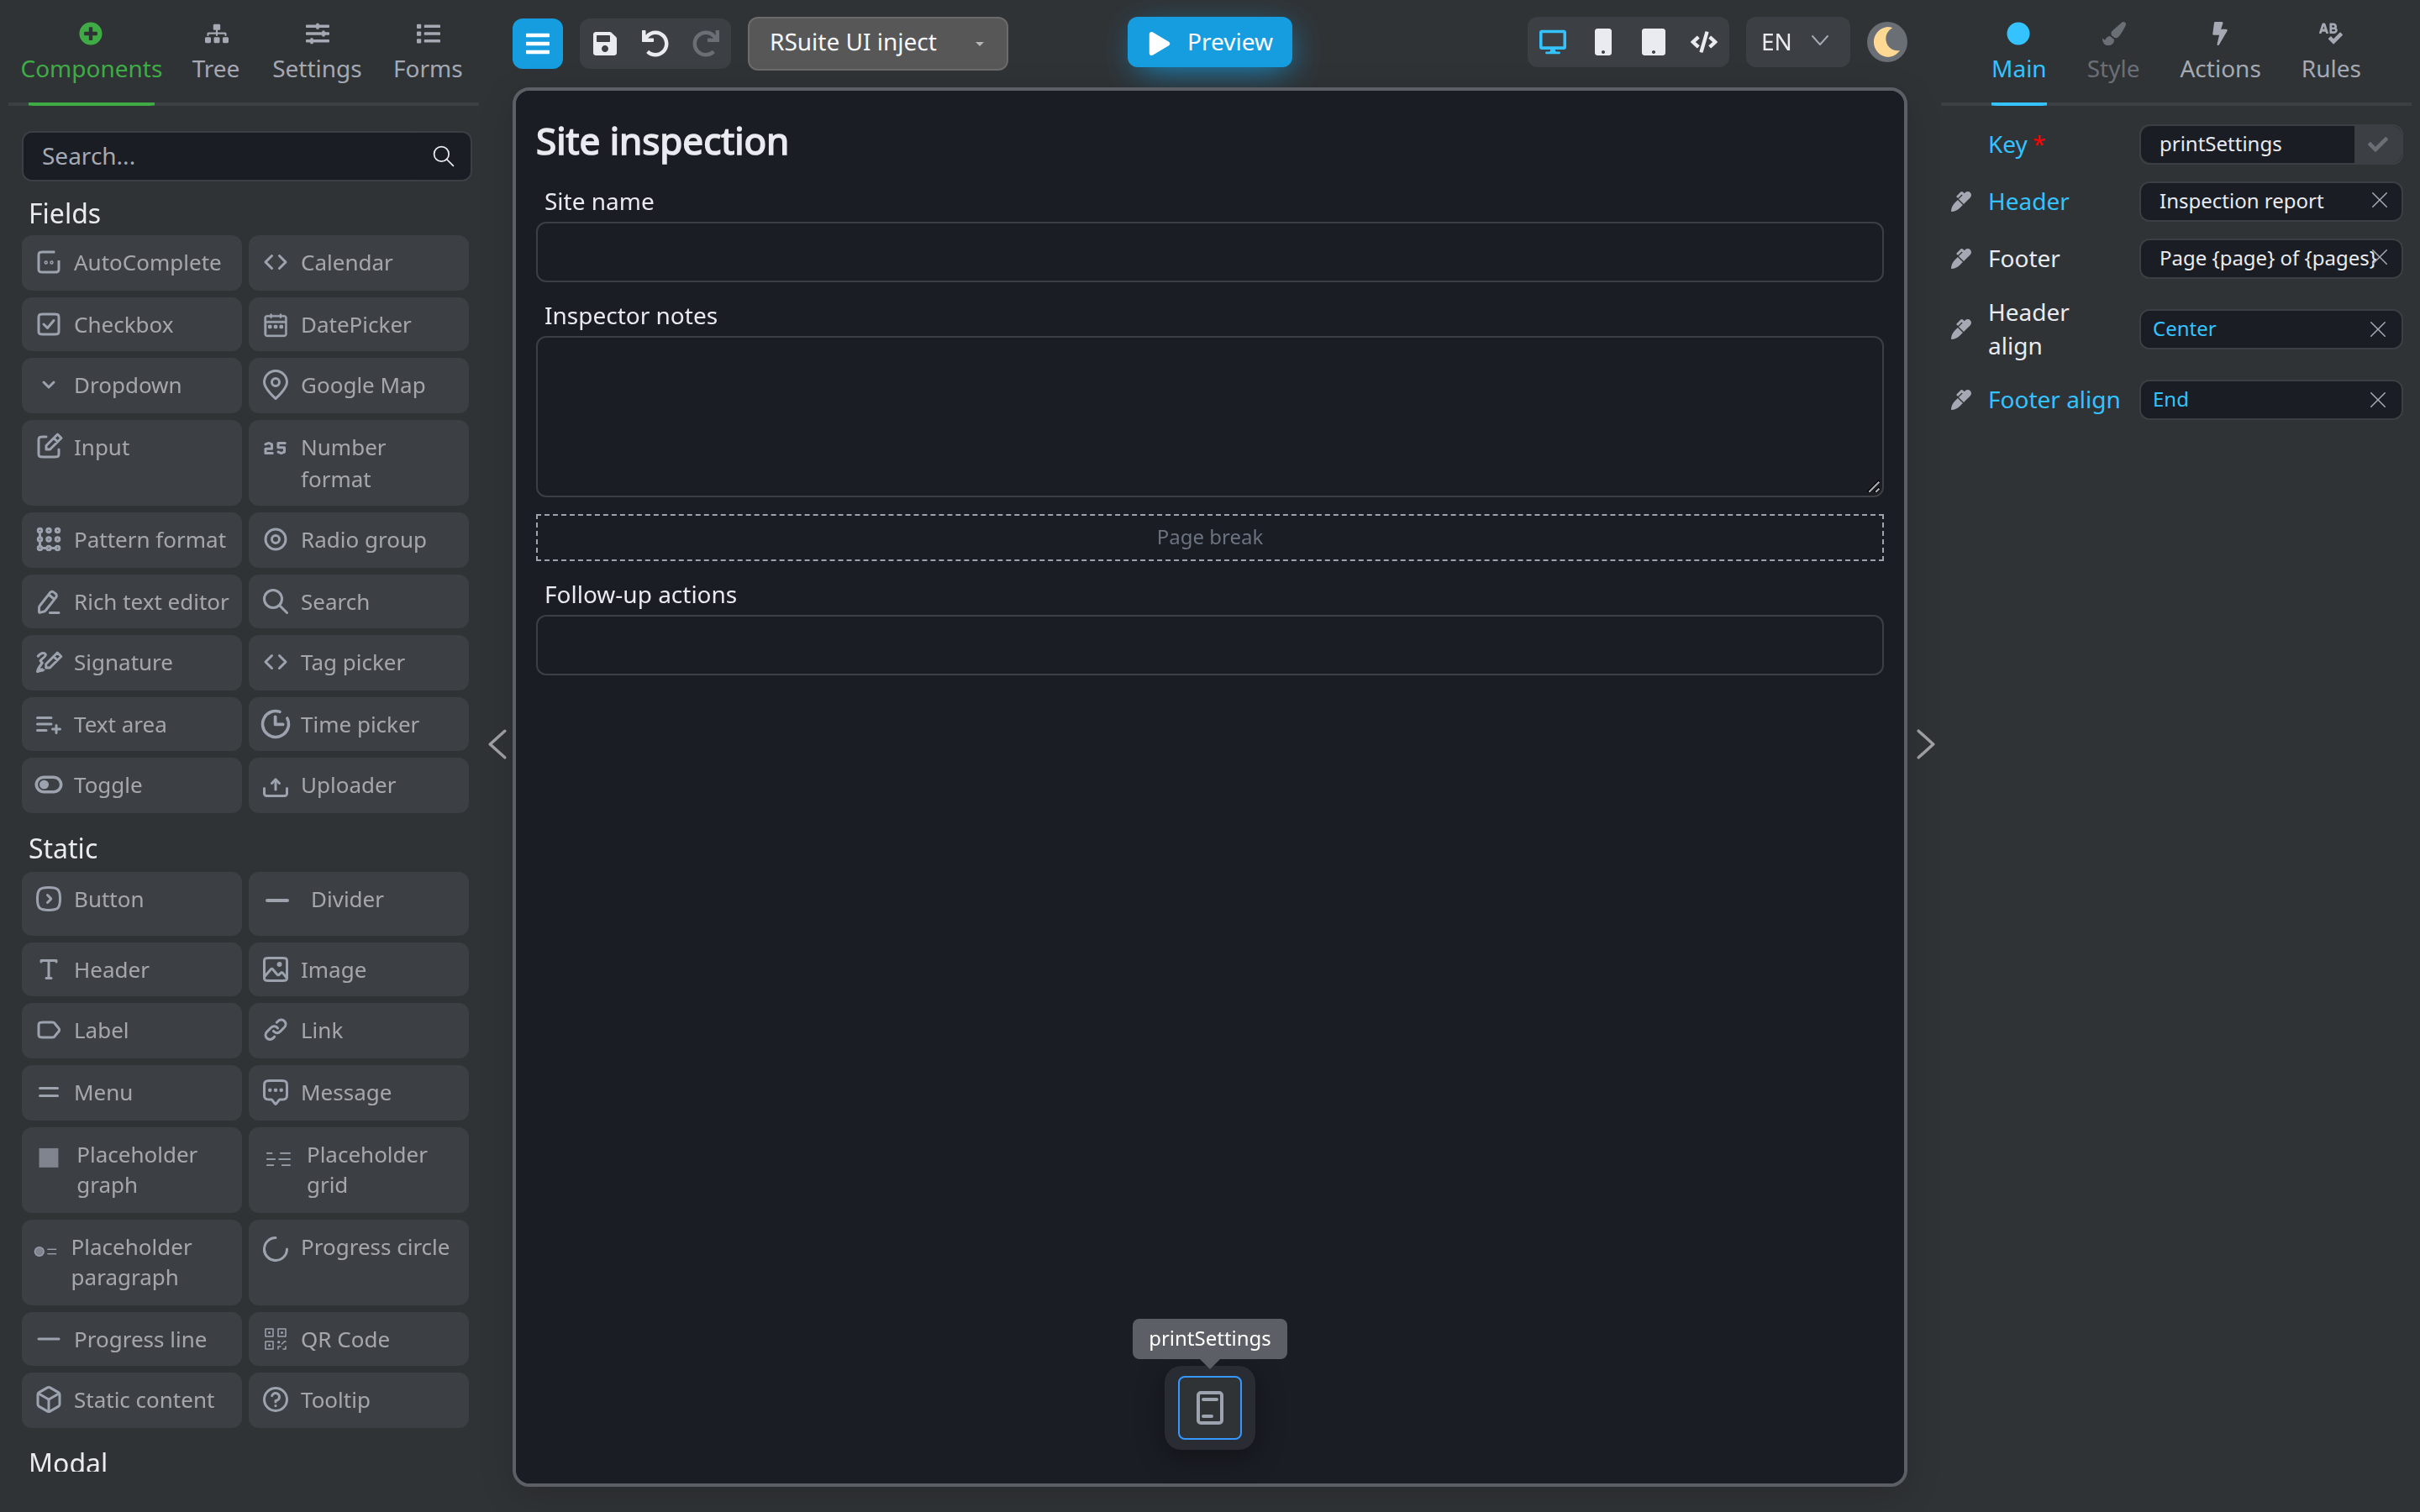 Components Tree Settings Forms
RSuite UI inject
Preview
EN
Main Style Actions Rules
Search...
Fields
AutoComplete Calendar
Checkbox DatePicker
Dropdown Google Map
Input Number
format
Pattern format Radio group
Rich text editor Search
Signature Tag picker
Text area Time picker
Toggle Uploader
Static
Button Divider
Header Image
Label Link
Menu Message
Placeholder
graph
Placeholder
grid
Placeholder
paragraph
Progress circle
Progress line QR Code
Static content Tooltip
Modal
Site inspection
Site name
Inspector notes
Page break
Follow-up actions
printSettings
Key * printSettings
Header Inspection report
Footer Page {page} of {pages}
Header
align
Center
Footer align End